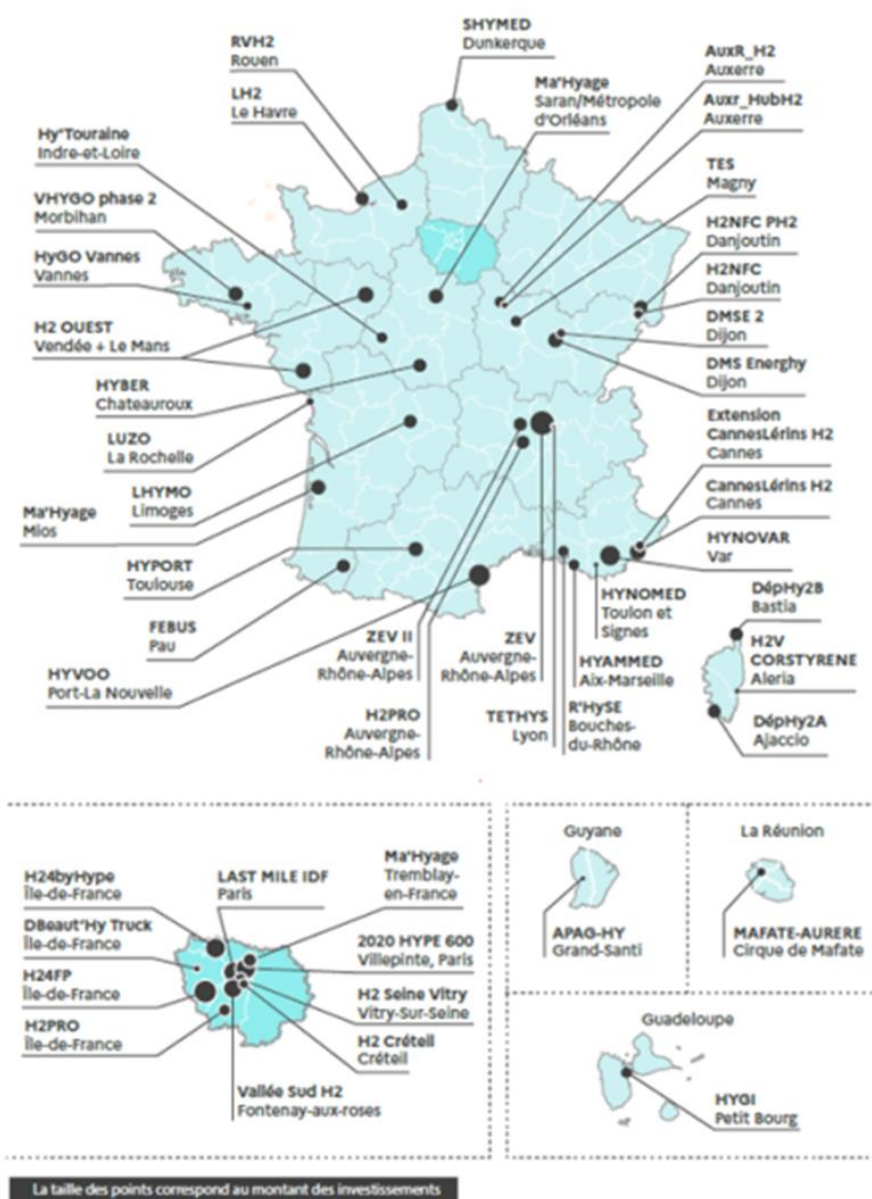 SHYMED
Dunkerque
RVH2
Rouen
LH2
Le Havre
Ma'Hyage
Saran/Métropole
d'Orléans
AuxR_H2
Auxerre
Auxr_HubH2
Auxerre
Hy'Touraine
Indre-et-Loire
TES
Magny
VHYGO phase 2
Morbihan
H2NFC PH2
Danjoutin
HyGO Vannes
Vannes
H2NFC
Danjoutin
H2 OUEST
Vendée + Le Mans
DMSE 2
Dijon
DMS Energhy
Dijon
HYBER
Chateauroux
Extension
CannesLérins H2
Cannes
LUZO
La Rochelle
CannesLérins H2
Cannes
LHYMO
Limoges
Ma'Hyage
Mios
HYNOVAR
Var
HYPORT
Toulouse
FEBUS
Pau
HYVOO
Port-La Nouvelle
ZEV II
Auvergne-
Rhône-Alpes
ZEV
Auvergne-
Rhône-Alpes
HYNOMED
Toulon et
Signes
HYAMMED
Aix-Marseille
H2PRO
Auvergne-
Rhône-Alpes
TETHYS
Lyon
R'HySE
Bouches-
du-Rhône
DépHy2B
Bastia
H2V
CORSTYRENE
Aleria
DépHy2A
Ajaccio
H24byHype
Île-de-France
LAST MILE IDF
Paris
Ma'Hyage
Tremblay-
en-France
DBeaut'Hy Truck
Île-de-France
2020 HYPE 600
Villepinte, Paris
H24FP
Île-de-France
H2 Seine Vitry
Vitry-Sur-Seine
H2PRO
Île-de-France
H2 Créteil
Créteil
Vallée Sud H2
Fontenay-aux-roses
Guyane
APAG-HY
Grand-Santi
La Réunion
MAFATE-AURERE
Cirque de Mafate
Guadeloupe
HYGI
Petit Bourg
La taille des points correspond au montant des investissements